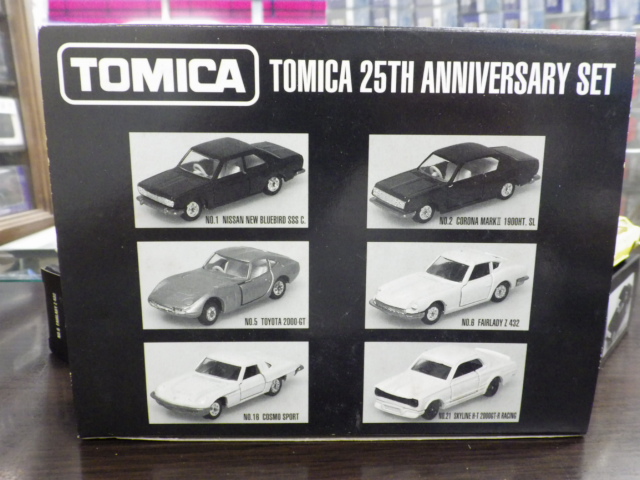 TOMICA
TOMICA 25TH ANNIVERSARY SET
NO.1 NISSAN NEW BLUEBIRD SSS C.
NO.2 CORONA MARKⅡ 1900HT. SL
NO.5 TOYOTA 2000-GT
NO.6 FAIRLADY Z 432
NO.16 COSMO SPORT
NO.21 SKYLINE H-T 2000GT-R RACING